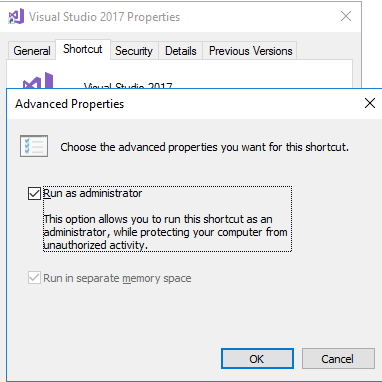 Visual Studio 2017 Properties
General Shortcut Security Details Previous Versions
Visual Studio 2017
Advanced Properties
Choose the advanced properties you want for this shortcut.
Run as administrator
This option allows you to run this shortcut as an
administrator, while protecting your computer from
unauthorized activity.
Run in separate memory space
OK Cancel